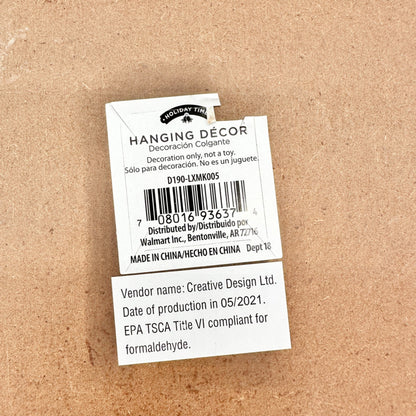 HOLIDAY TIME
HANGING DÉCOR
Decoración Colgante
Decoration only, not a toy.
Sólo para decoración. No es un juguete.
D190-LXMK005
7 08016 93637 4
Distributed by/Distribuido por
Walmart Inc., Bentonville, AR 72716
MADE IN CHINA/HECHO EN CHINA Dept 18
Vendor name: Creative Design Ltd.
Date of production in 05/2021.
EPA TSCA Title VI compliant for
formaldehyde.